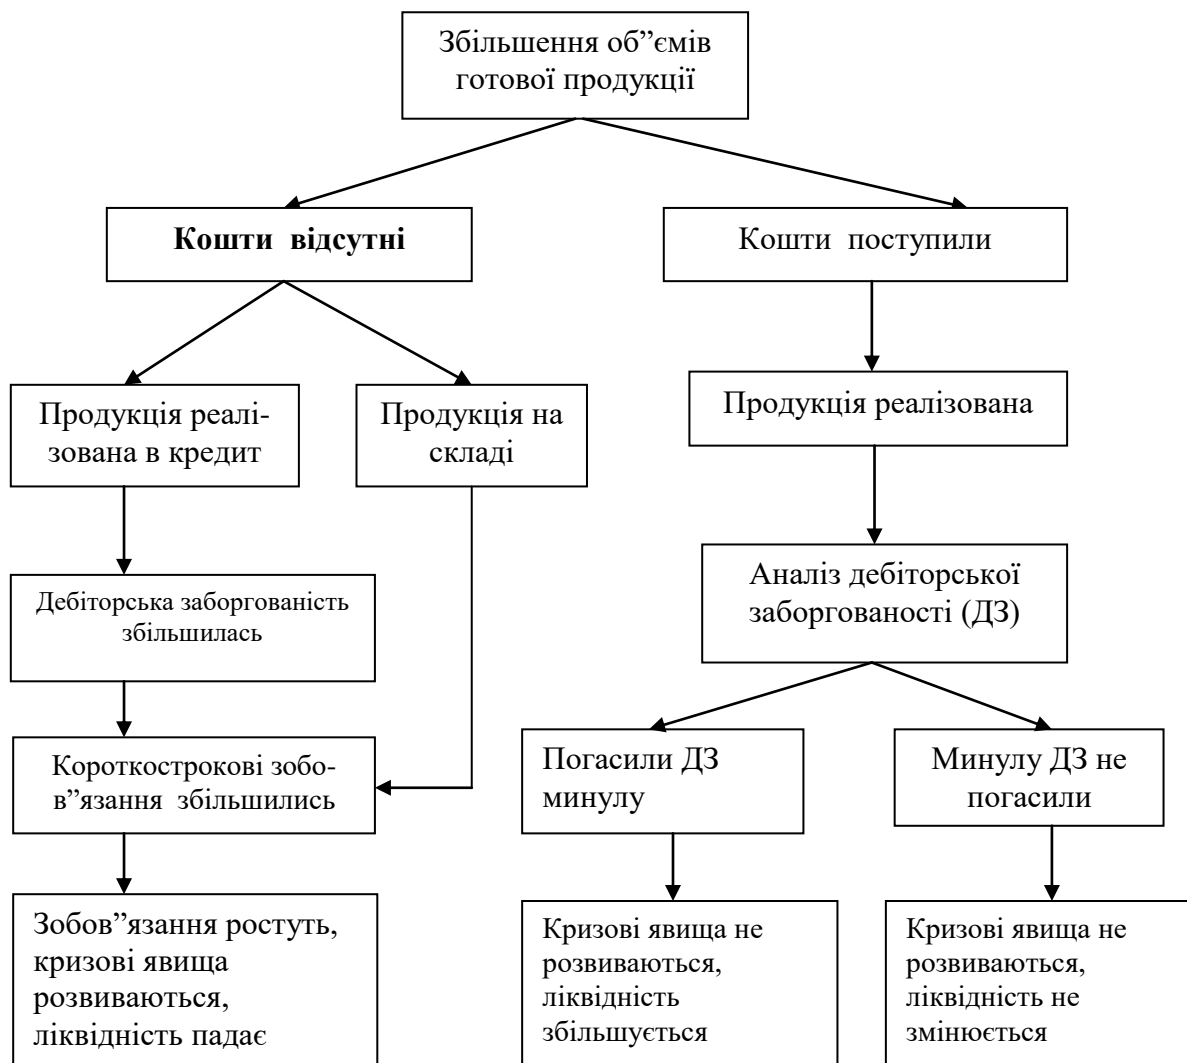 Збільшення об”ємів
готової продукції
Кошти відсутні
Кошти поступили
Продукція реалі-
зована в кредит
Продукція на
складі
Продукція реалізована
Дебіторська заборгованість
збільшилась
Аналіз дебіторської
заборгованості (ДЗ)
Короткострокові зобо-
в”язання збільшились
Погасили ДЗ
минулу
Минулу ДЗ не
погасили
Зобов”язання ростуть,
кризові явища
розвиваються,
ліквідність падає
Кризові явища не
розвиваються,
ліквідність
збільшується
Кризові явища не
розвиваються,
ліквідність не
змінюється